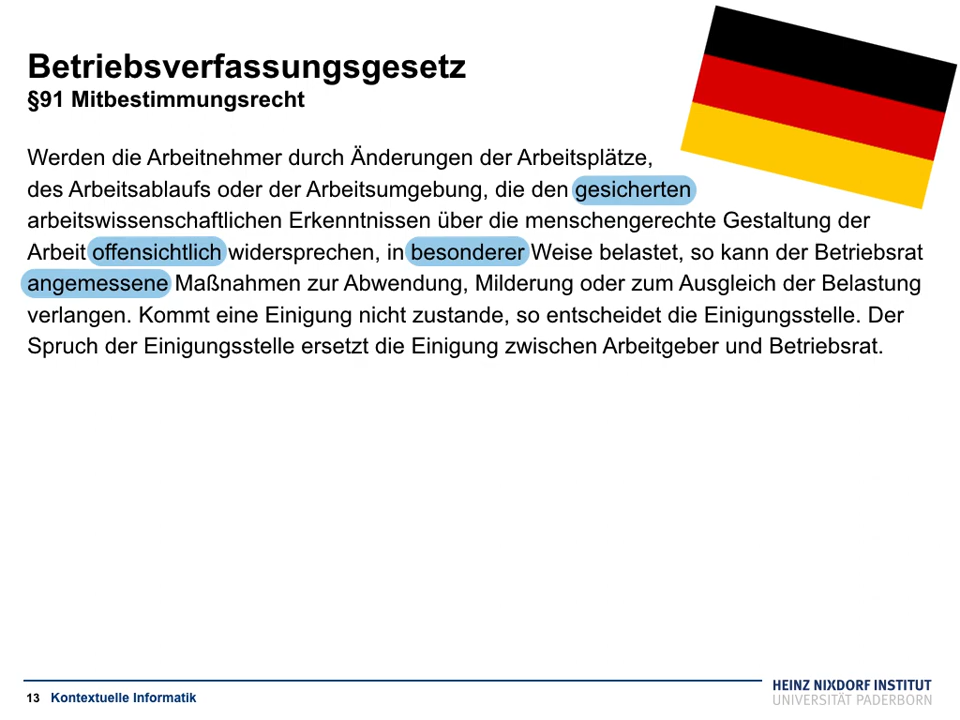 Betriebsverfassungsgesetz
§91 Mitbestimmungsrecht
Werden die Arbeitnehmer durch Änderungen der Arbeitsplätze,
des Arbeitsablaufs oder der Arbeitsumgebung, die den gesicherten
arbeitswissenschaftlichen Erkenntnissen über die menschengerechte Gestaltung der
Arbeit offensichtlich widersprechen, in besonderer Weise belastet, so kann der Betriebsrat
angemessene Maßnahmen zur Abwendung, Milderung oder zum Ausgleich der Belastung
verlangen. Kommt eine Einigung nicht zustande, so entscheidet die Einigungsstelle. Der
Spruch der Einigungsstelle ersetzt die Einigung zwischen Arbeitgeber und Betriebsrat.
13 Kontextuelle Informatik
HEINZ NIXDORF INSTITUT
UNIVERSITÄT PADERBORN